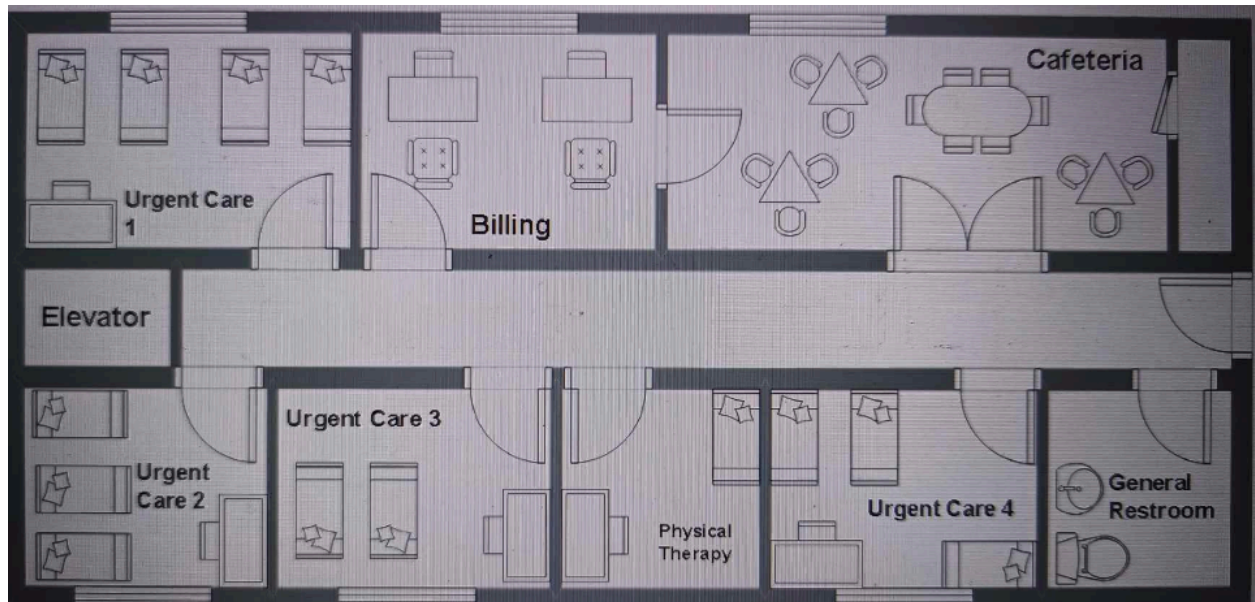 Cafeteria
Urgent Care
1
Billing
Elevator
Urgent Care 3
Urgent
Care 2
Physical
Therapy
Urgent Care 4
General
Restroom